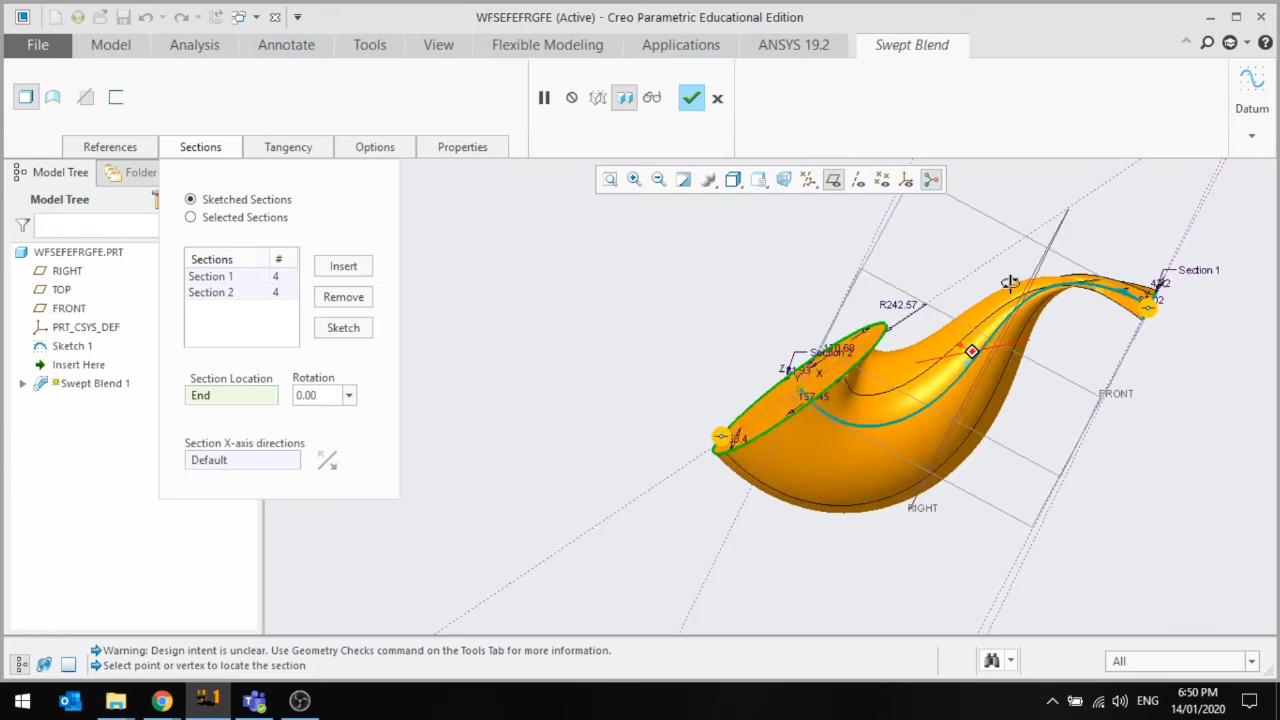 WFSEFEFRGFE (Active) - Creo Parametric Educational Edition
File Model Analysis Annotate Tools View Flexible Modeling Applications ANSYS 19.2 Swept Blend
Datum
References Sections Tangency Options Properties
Model Tree Folder
Model Tree
WFSEFEFRGFE.PRT
RIGHT
TOP
FRONT
PRT_CSYS_DEF
Sketch 1
Insert Here
Swept Blend 1
Sketched Sections
Selected Sections
Sections #
Section 1 4
Section 2 4
Insert
Remove
Sketch
Section Location
End
Rotation
0.00
Section X-axis directions
Default
Section 1
R242.57
Section 2
Z
X
Y
157.45
FRONT
RIGHT
Warning: Design intent is unclear. Use Geometry Checks command on the Tools Tab for more information.
Select point or vertex to locate the section
All
ENG
6:50 PM
14/01/2020